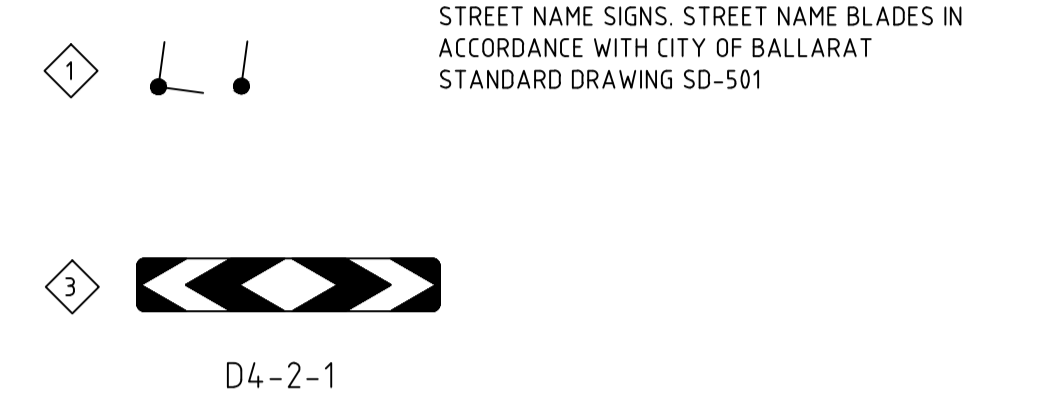 STREET NAME SIGNS. STREET NAME BLADES IN
ACCORDANCE WITH CITY OF BALLARAT
STANDARD DRAWING SD-501
1
3
D4-2-1